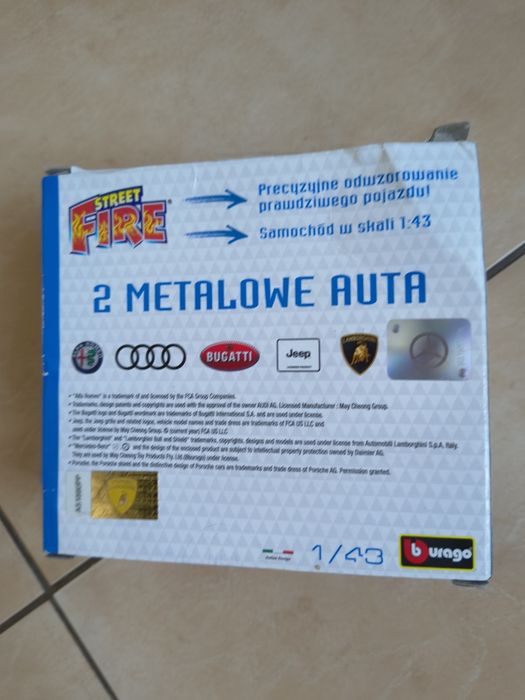 STREET
FIRE
Precyzyjne odwzorowanie
prawdziwego pojazdu!
Samochód w skali 1:43
2 METALOWE AUTA
BUGATTI
Jeep
LAMBORGHINI
• "Alfa Romeo" is a trademark of and licensed by the FCA Group Companies.
• Trademarks, design patents and copyrights are used with the approval of the owner AUDI AG. Licensed Manufacturer : May Cheong Group.
• The Bugatti logo and Bugatti wordmark are trademarks of Bugatti International S.A. and are used under license.
• Jeep, the Jeep grille and related logos, vehicle model names and trade dress are trademarks of FCA US LLC and
used under license by May Cheong Group. © (current year) FCA US LLC.
• The "Lamborghini" and "Lamborghini Bull and Shield" trademarks, copyrights, designs and models are used under license from Automobili Lamborghini S.p.A, Italy.
• "Mercedes-Benz" and the design of the enclosed product are subject to intellectual property protection owned by Daimler AG.
They are used by May Cheong Toy Products Fty. Ltd (Bburago) under license.
• Porsche, the Porsche shield and the distinctive design of Porsche cars are trademarks and trade dress of Porsche AG. Permission granted.
1/43
burago